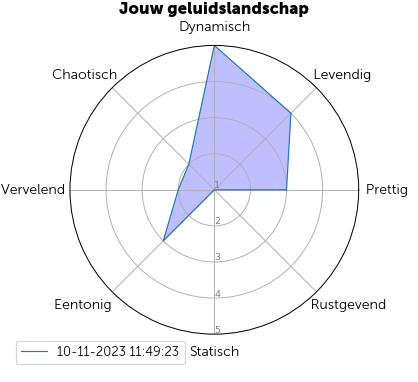 Jouw geluidslandschap
Dynamisch
Chaotisch
Levendig
Vervelend
1
Prettig
2
3
4
Eentonig
Rustgevend
5
10-11-2023 11:49:23
Statisch